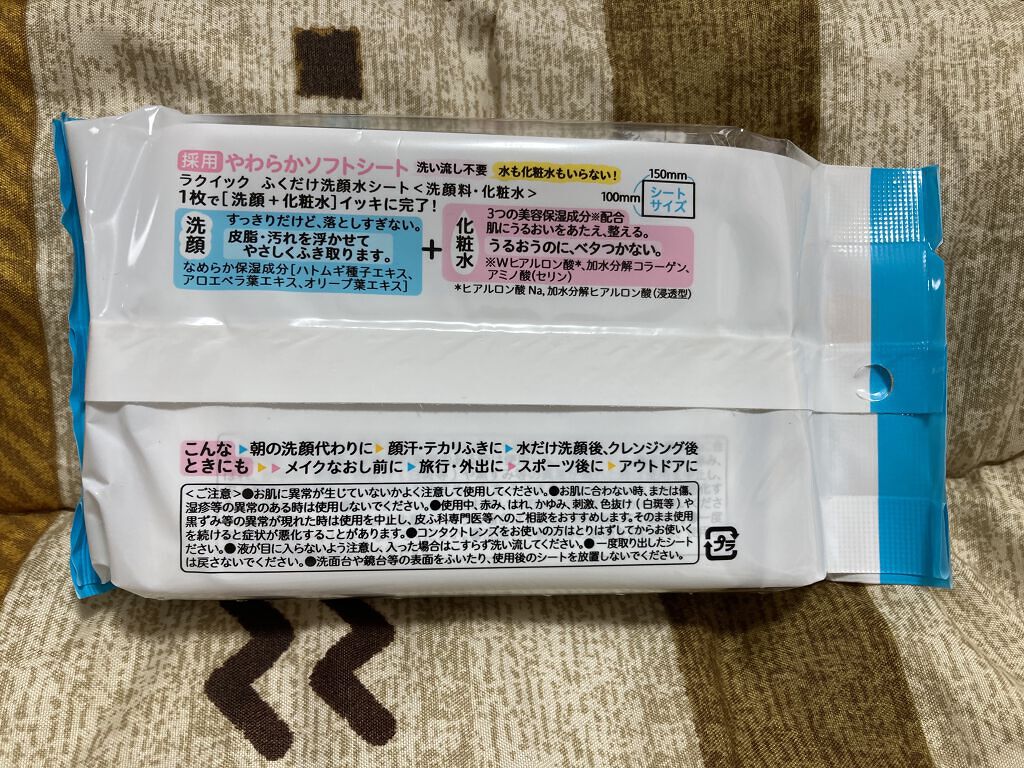 採用 やわらかソフトシート 洗い流し不要 水も化粧水もいらない!
ラクイック ふくだけ洗顔水シート<洗顔料・化粧水>
1枚で[洗顔+化粧水]イッキに完了!
150mm
100mm
シート
サイズ
洗顔
すっきりだけど、落としすぎない。
皮脂・汚れを浮かせて
やさしくふき取ります。
なめらか保湿成分[ハトムギ種子エキス、
アロエベラ葉エキス、オリーブ葉エキス]
+
化粧水
3つの美容保湿成分※配合
肌にうるおいをあたえ、整える。
うるおうのに、ベタつかない。
※Wヒアルロン酸*、加水分解コラーゲン、
アミノ酸(セリン)
*ヒアルロン酸 Na, 加水分解ヒアルロン酸(浸透型)
こんな
ときにも
▶朝の洗顔代わりに▶顔汗・テカリふきに▶水だけ洗顔後、クレンジング後
▶▶メイクなおし前に▶旅行・外出に▶スポーツ後に▶アウトドアに
<ご注意>●お肌に異常が生じていないかよく注意して使用してください。●お肌に合わない時、または傷、
湿疹等の異常のある時は使用しないでください。●使用中、赤み、はれ、かゆみ、刺激、色抜け(白斑等)や
黒ずみ等の異常が現れた時は使用を中止し、皮ふ科専門医等へのご相談をおすすめします。そのまま使用
を続けると症状が悪化することがあります。●コンタクトレンズをお使いの方はとりはずしてからお使いく
ださい。●液が目に入らないよう注意し、入った場合はこすらず洗い流してください。●一度取り出したシート
は戻さないでください。●洗面台や鏡台等の表面をふいたり、使用後のシートを放置しないでください。
プラ